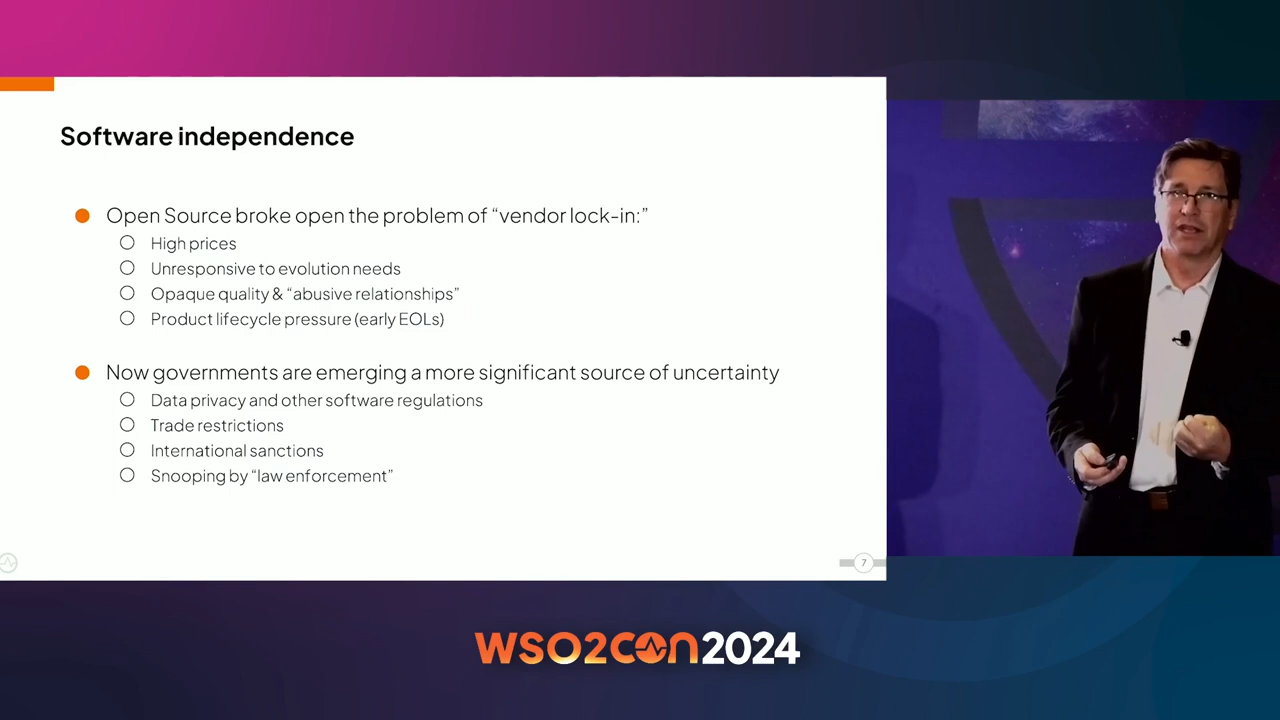 Software independence
Open Source broke open the problem of “vendor lock-in:”
High prices
Unresponsive to evolution needs
Opaque quality & “abusive relationships”
Product lifecycle pressure (early EOLs)
Now governments are emerging a more significant source of uncertainty
Data privacy and other software regulations
Trade restrictions
International sanctions
Snooping by “law enforcement”
7
WSO2CON2024